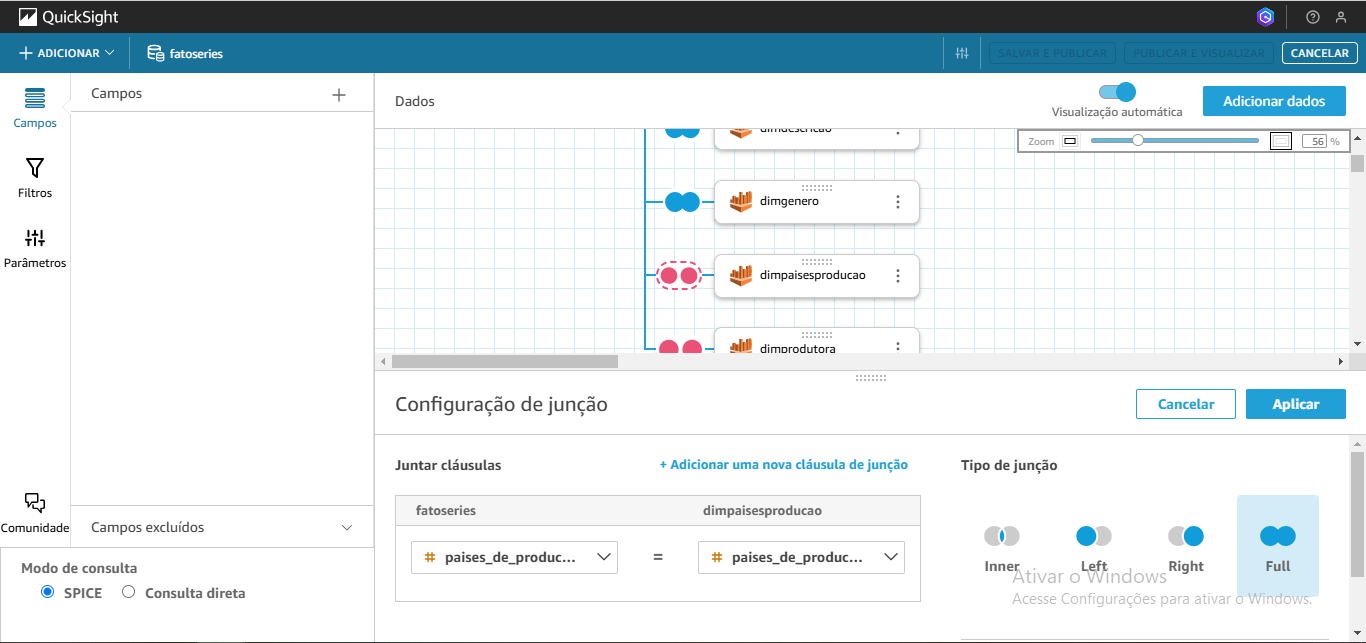 QuickSight
ADICIONAR
fatoseries
SALVAR E PUBLICAR
PUBLICAR E VISUALIZAR
CANCELAR
Campos
Filtros
Parâmetros
Comunidade
Campos
Campos excluídos
Modo de consulta
SPICE
Consulta direta
Dados
Visualização automática
Adicionar dados
Zoom
56 %
dimdescricao
dimgenero
dimpaisesproducao
dimprodutora
Configuração de junção
Cancelar
Aplicar
Juntar cláusulas
+ Adicionar uma nova cláusula de junção
Tipo de junção
fatoseries
dimpaisesproducao
# paises_de_produc...
=
# paises_de_produc...
Inner
Left
Right
Full
Ativar o Windows
Acesse Configurações para ativar o Windows.